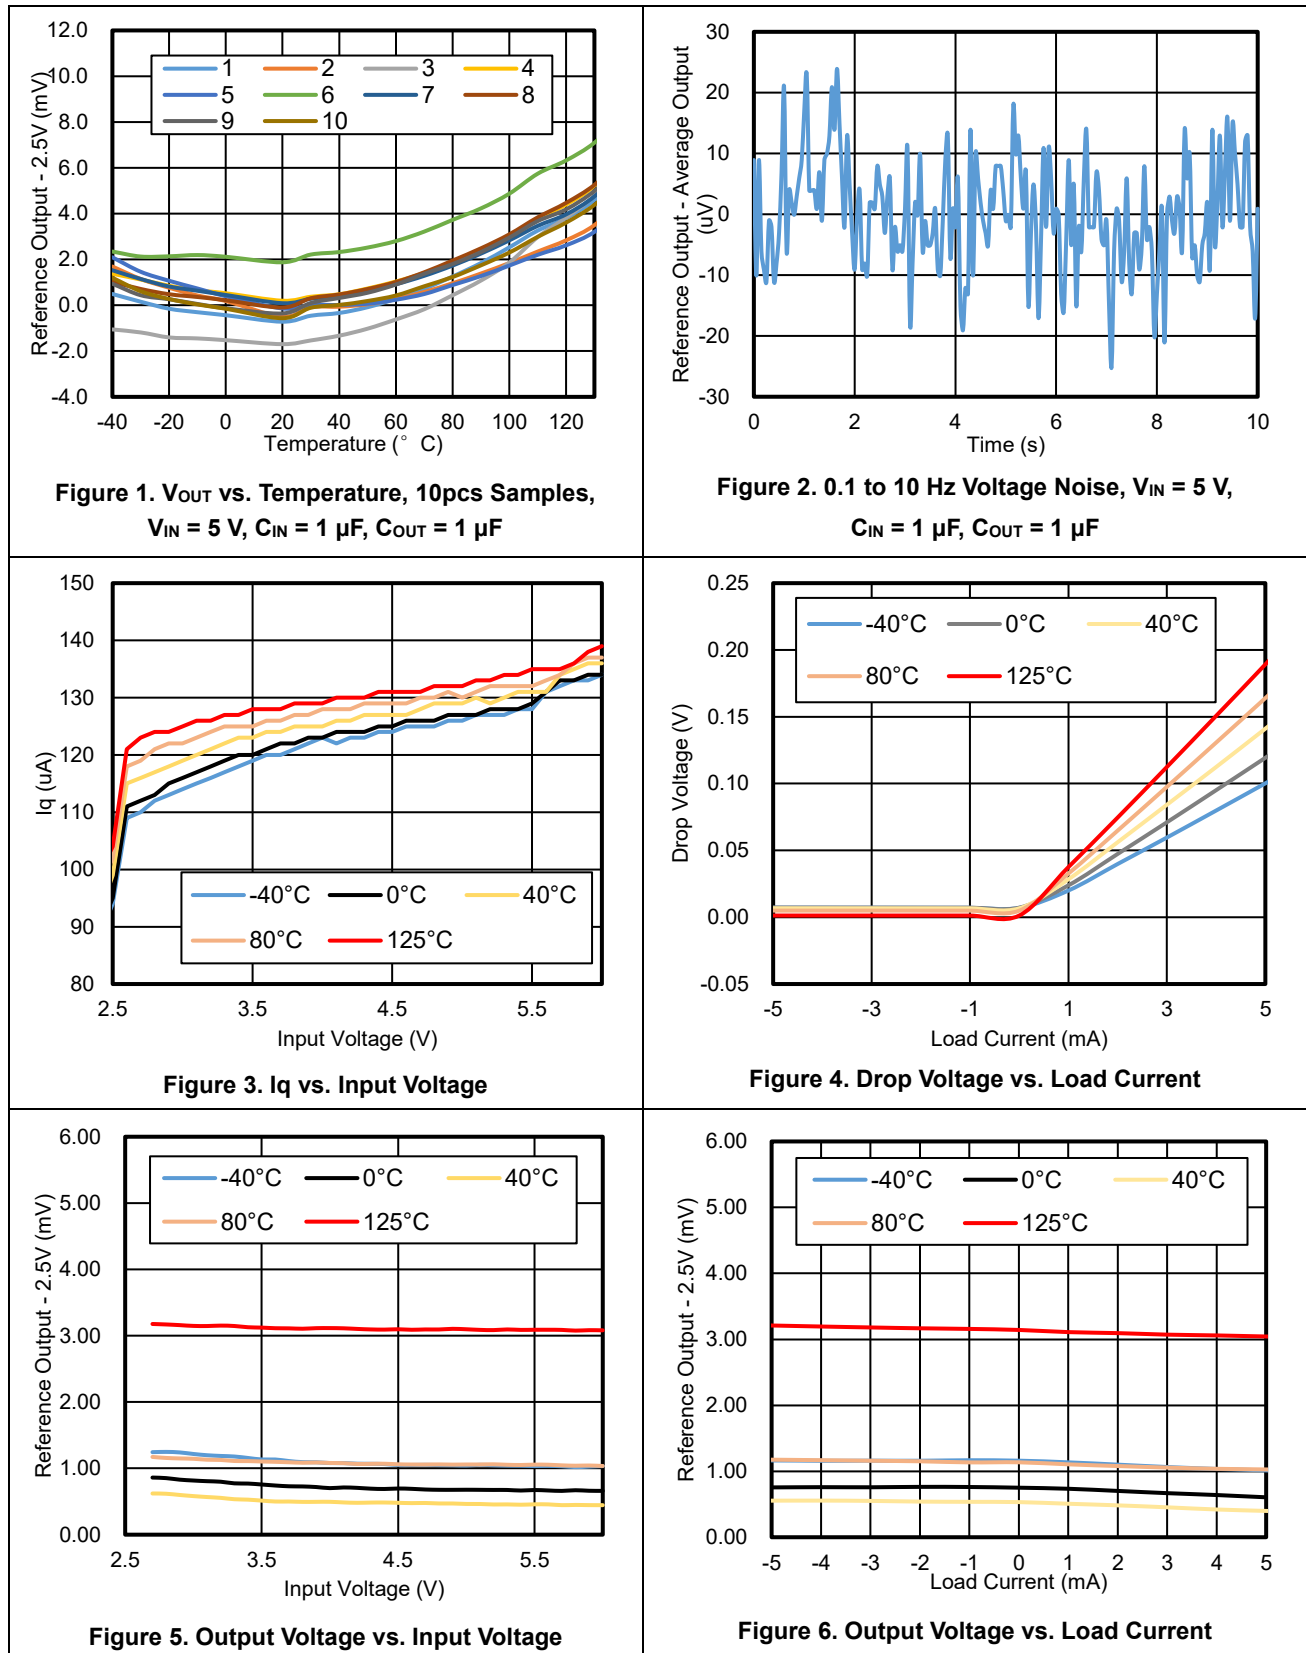 12.0
10.0
8.0
6.0
4.0
2.0
0.0
-2.0
-4.0
Reference Output - 2.5V (mV)
1 2 3 4
5 6 7 8
9 10
-40 -20 0 20 40 60 80 100 120
Temperature (° C)
Figure 1. VOUT vs. Temperature, 10pcs Samples,
VIN = 5 V, CIN = 1 µF, COUT = 1 µF
30
20
10
0
-10
-20
-30
Reference Output - Average Output
(uV)
0 2 4 6 8 10
Time (s)
Figure 2. 0.1 to 10 Hz Voltage Noise, VIN = 5 V,
CIN = 1 µF, COUT = 1 µF
150
140
130
120
110
100
90
80
Iq (uA)
-40°C 0°C 40°C
80°C 125°C
2.5 3.5 4.5 5.5
Input Voltage (V)
Figure 3. Iq vs. Input Voltage
0.25
0.20
0.15
0.10
0.05
0.00
-0.05
Drop Voltage (V)
-40°C 0°C 40°C
80°C 125°C
-5 -3 -1 1 3 5
Load Current (mA)
Figure 4. Drop Voltage vs. Load Current
6.00
5.00
4.00
3.00
2.00
1.00
0.00
Reference Output - 2.5V (mV)
-40°C 0°C 40°C
80°C 125°C
2.5 3.5 4.5 5.5
Input Voltage (V)
Figure 5. Output Voltage vs. Input Voltage
6.00
5.00
4.00
3.00
2.00
1.00
0.00
Reference Output - 2.5V (mV)
-40°C 0°C 40°C
80°C 125°C
-5 -4 -3 -2 -1 0 1 2 3 4 5
Load Current (mA)
Figure 6. Output Voltage vs. Load Current